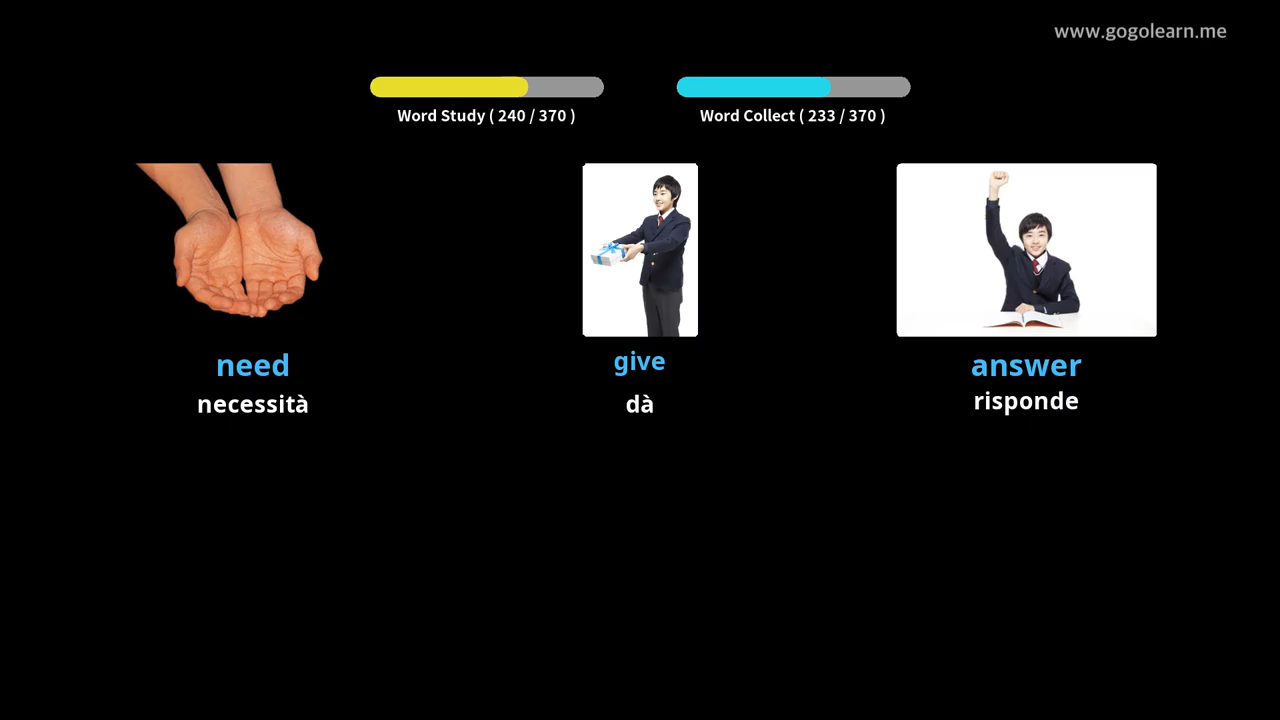 www.gogolearn.me
Word Study ( 240 / 370 )
Word Collect ( 233 / 370 )
need
necessità
give
dà
answer
risponde